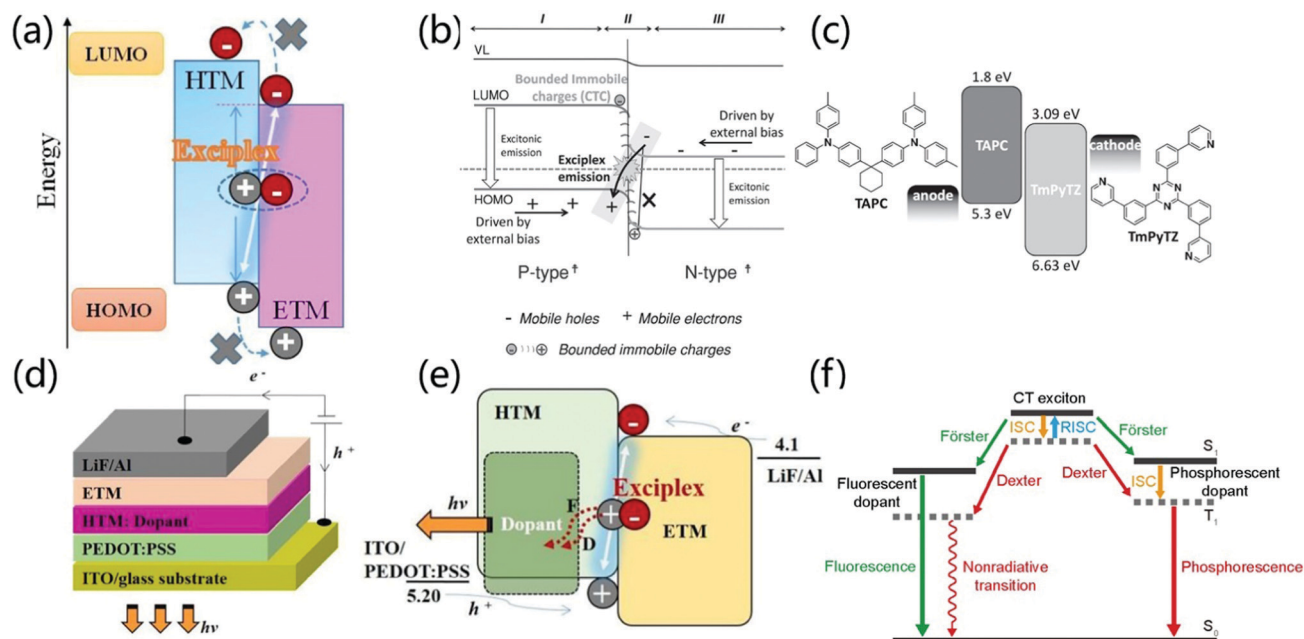 (a)
LUMO
HTM
Exciplex
Energy
HOMO
ETM
(b)
I
II
III
VL
Bounded Immobile
charges (CTC)
LUMO
Driven by
external bias
Excitonic
emission
Exciplex
emission
Excitonic
emission
HOMO
Driven by
external bias
P-type
N-type
- Mobile holes + Mobile electrons
Bounded immobile charges
(c)
1.8 eV
3.09 eV
TAPC
cathode
TmPyTZ
TAPC
anode
5.3 eV
TmPyTZ
6.63 eV
(d)
e-
h+
LiF/Al
ETM
HTM: Dopant
PEDOT:PSS
ITO/glass substrate
hv
(e)
HTM
e-
4.1
LiF/Al
Exciplex
hv
Dopant
F
D
ETM
ITO/
PEDOT:PSS
5.20
h+
(f)
CT exciton
ISC
RISC
Förster
Förster
S1
Fluorescent
dopant
Dexter
Dexter
ISC
Phosphorescent
dopant
T1
Fluorescence
Nonradiative
transition
Phosphorescence
S0